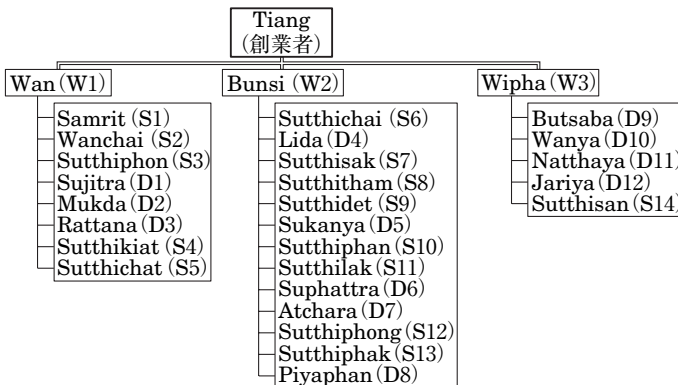 Tiang
(創業者)
Wan(W1)
Samrit (S1)
Wanchai (S2)
Sutthiphon(S3)
Sujitra(D1)
Mukda(D2)
Rattana(D3)
Sutthikiat(S4)
Sutthichat(S5)
Bunsi(W2)
Sutthichai(S6)
Lida(D4)
Sutthisak(S7)
Sutthitham(S8)
Sutthidet(S9)
Sukanya(D5)
Sutthiphan(S10)
Sutthilak(S11)
Suphattra(D6)
Atchara(D7)
Sutthiphong(S12)
Sutthiphak(S13)
Piyaphan(D8)
Wipha(W3)
Butsaba(D9)
Wanya(D10)
Natthaya(D11)
Jariya(D12)
Sutthisan(S14)